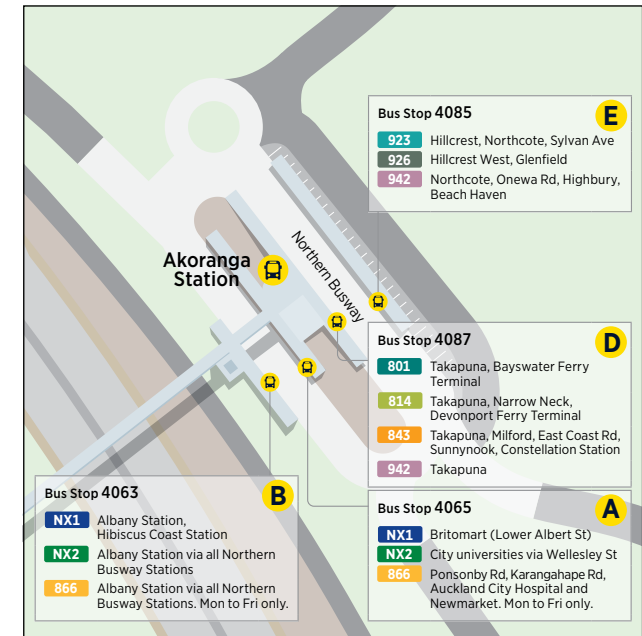 Bus Stop 4085
E
923 Hillcrest, Northcote, Sylvan Ave
926 Hillcrest West, Glenfield
942 Northcote, Onewa Rd, Highbury,
Beach Haven
Northern Busway
Akoranga
Station
Bus Stop 4087
D
801 Takapuna, Bayswater Ferry
Terminal
814 Takapuna, Narrow Neck,
Devonport Ferry Terminal
843 Takapuna, Milford, East Coast Rd,
Sunnynook, Constellation Station
942 Takapuna
Bus Stop 4063
B
NX1 Albany Station,
Hibiscus Coast Station
NX2 Albany Station via all Northern
Busway Stations
866 Albany Station via all Northern
Busway Stations. Mon to Fri only.
Bus Stop 4065
A
NX1 Britomart (Lower Albert St)
NX2 City universities via Wellesley St
866 Ponsonby Rd, Karangahape Rd,
Auckland City Hospital and
Newmarket. Mon to Fri only.